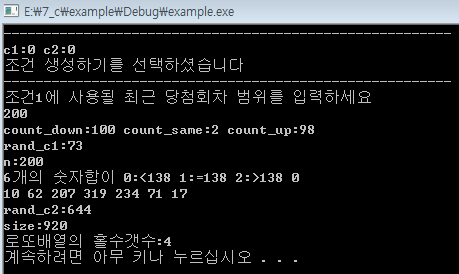 E:\7_c\example\Debug\example.exe
c1:0 c2:0
조건 생성하기를 선택하셨습니다
조건1에 사용될 최근 당첨회차 범위를 입력하세요
200
count_down:100 count_same:2 count_up:98
rand_c1:73
n:200
6개의 숫자합이 0:<138 1:=138 2:>138 0
10 62 207 319 234 71 17
rand_c2:644
size:920
로또배열의 홀수갯수:4
계속하려면 아무 키나 누르십시오 . . .